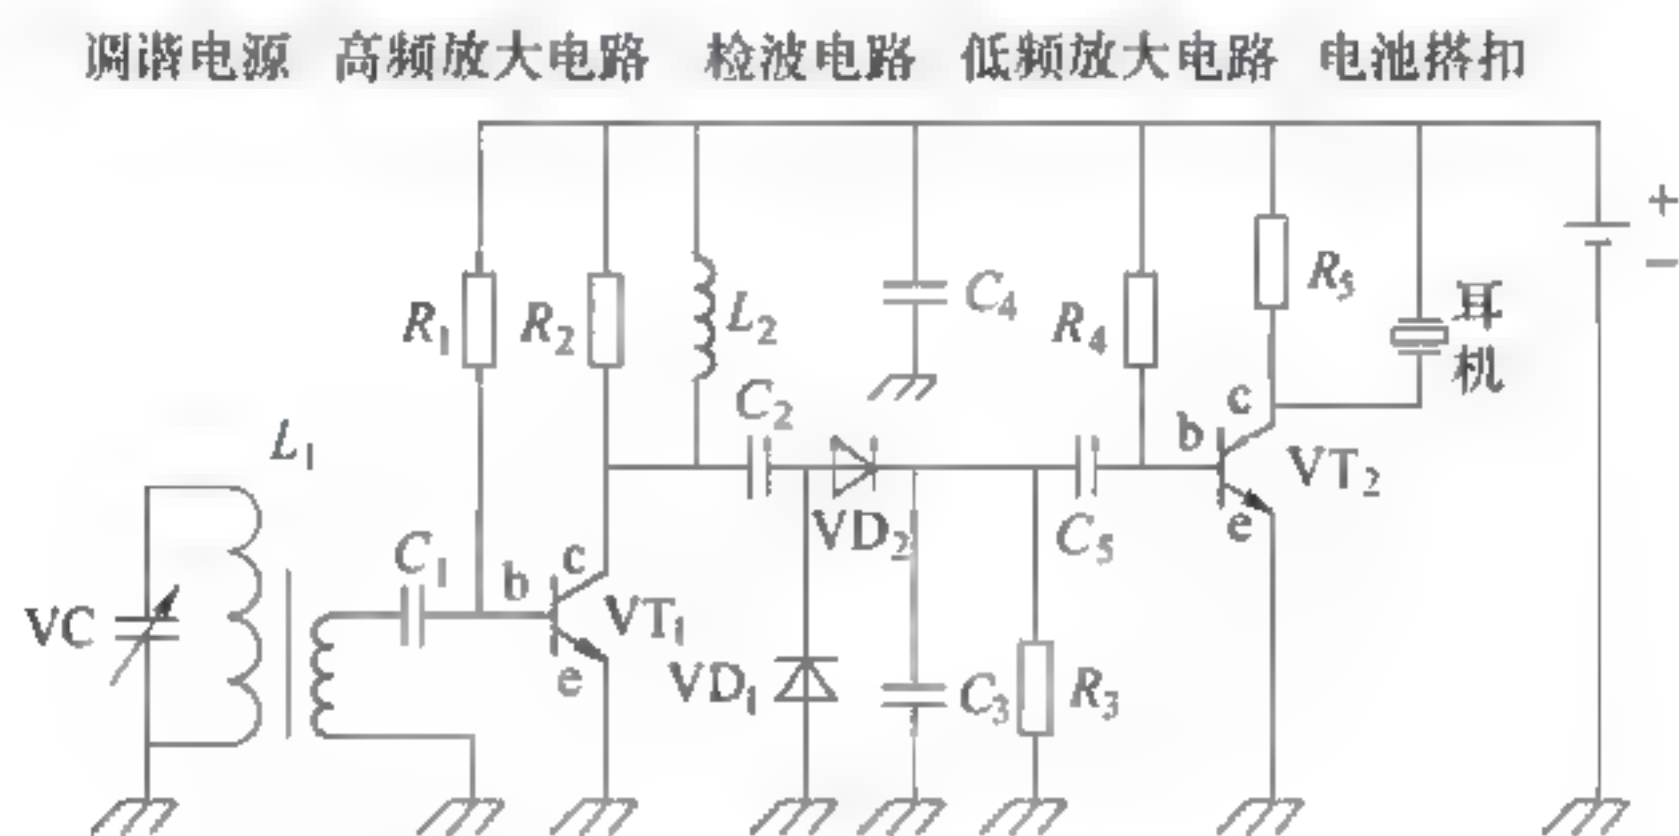 调谐电源 高频放大电路 检波电路 低频放大电路 电池搭扣
+
R5
−
C4
耳
R1 R2 L2 R4
机
C2 c
L1 b VT2
VD2 C5 e
C1 b c
VC VT1
e VD1 C3 R3